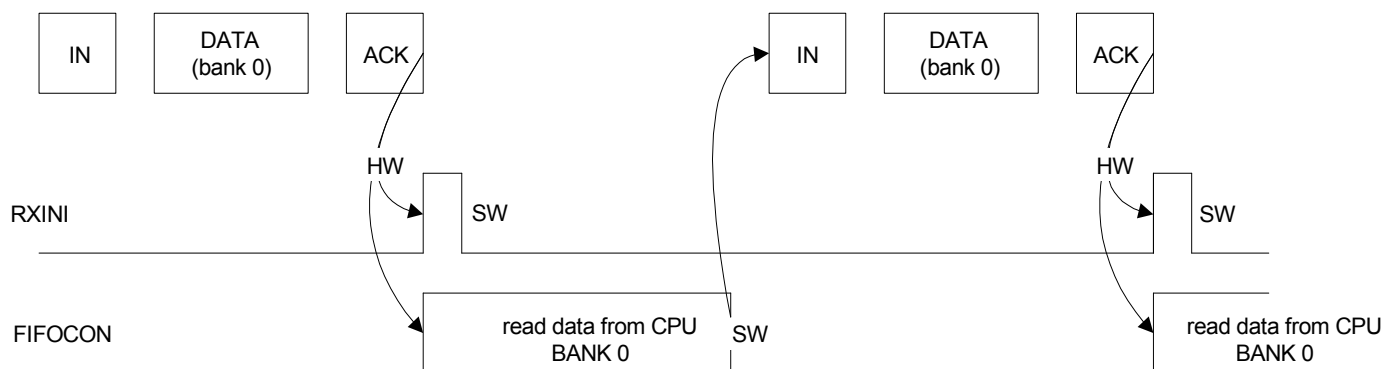 IN
DATA
(bank 0)
ACK
IN
DATA
(bank 0)
ACK
HW
HW
RXINI
SW
SW
FIFOCON
read data from CPU
BANK 0
SW
read data from CPU
BANK 0